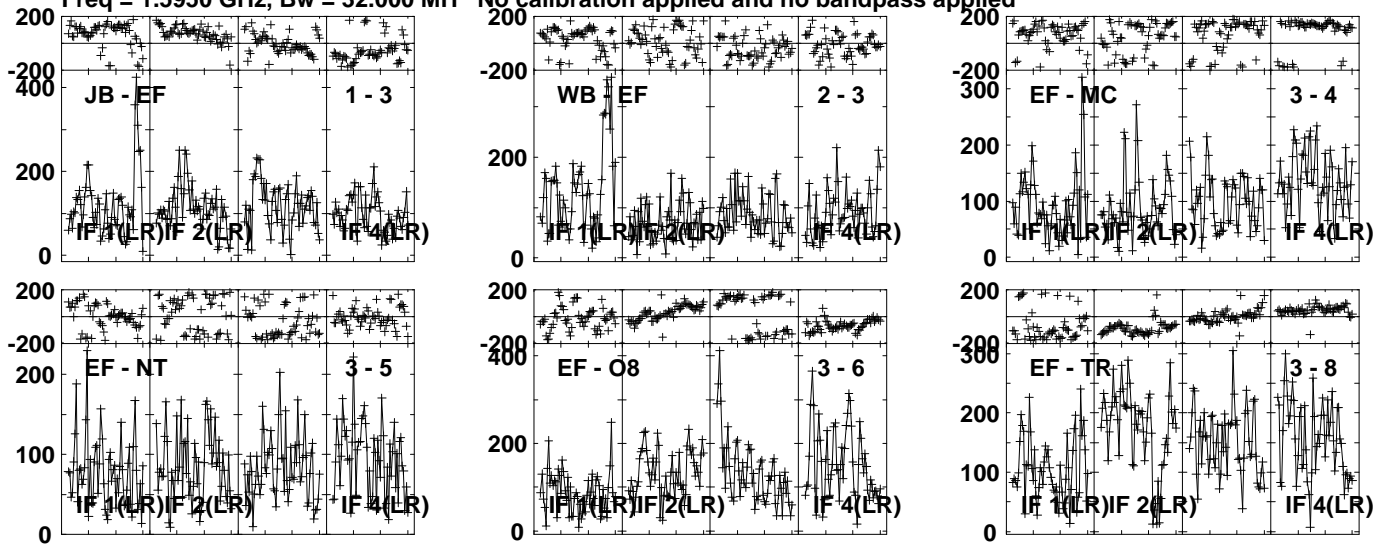 Freq = 1.5950 GHz, Bw = 32.000 MH No calibration applied and no bandpass applied
200
-200
400
200
0
JB - EF 1 - 3
IF 1(LR) IF 2(LR) IF 4(LR)
200
-200
200
0
WB - EF 2 - 3
IF 1(LR) IF 2(LR) IF 4(LR)
200
-200
300
200
100
0
EF - MC 3 - 4
IF 1(LR) IF 2(LR) IF 4(LR)
200
-200
200
100
0
EF - NT 3 - 5
IF 1(LR) IF 2(LR) IF 4(LR)
200
-200
400
200
0
EF - O8 3 - 6
IF 1(LR) IF 2(LR) IF 4(LR)
200
-200
300
200
100
0
EF - TR 3 - 8
IF 1(LR) IF 2(LR) IF 4(LR)